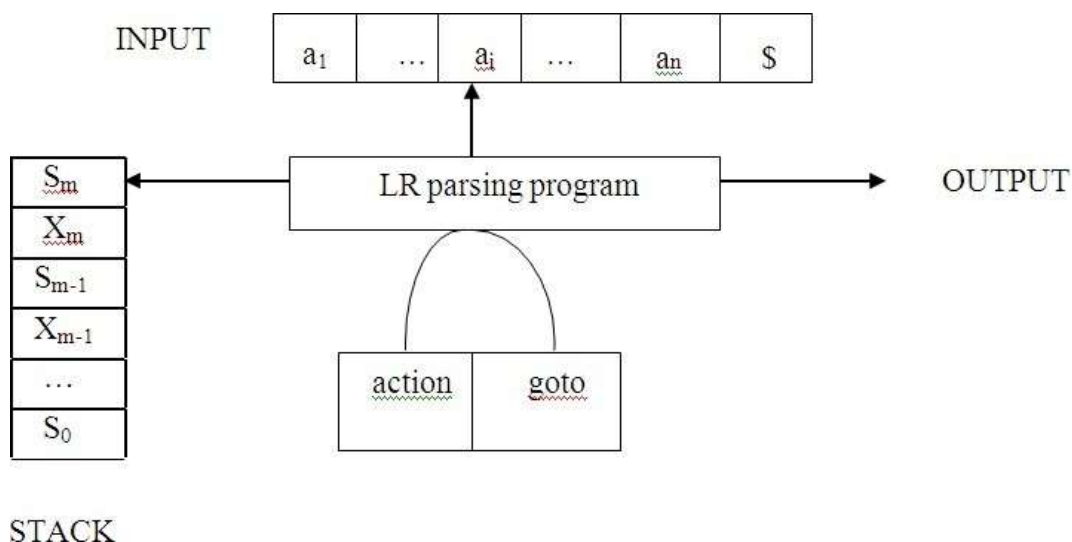 INPUT
a₁ … aᵢ … aₙ $
LR parsing program
OUTPUT
Sₘ
Xₘ
Sₘ₋₁
Xₘ₋₁
…
S₀
action goto
STACK